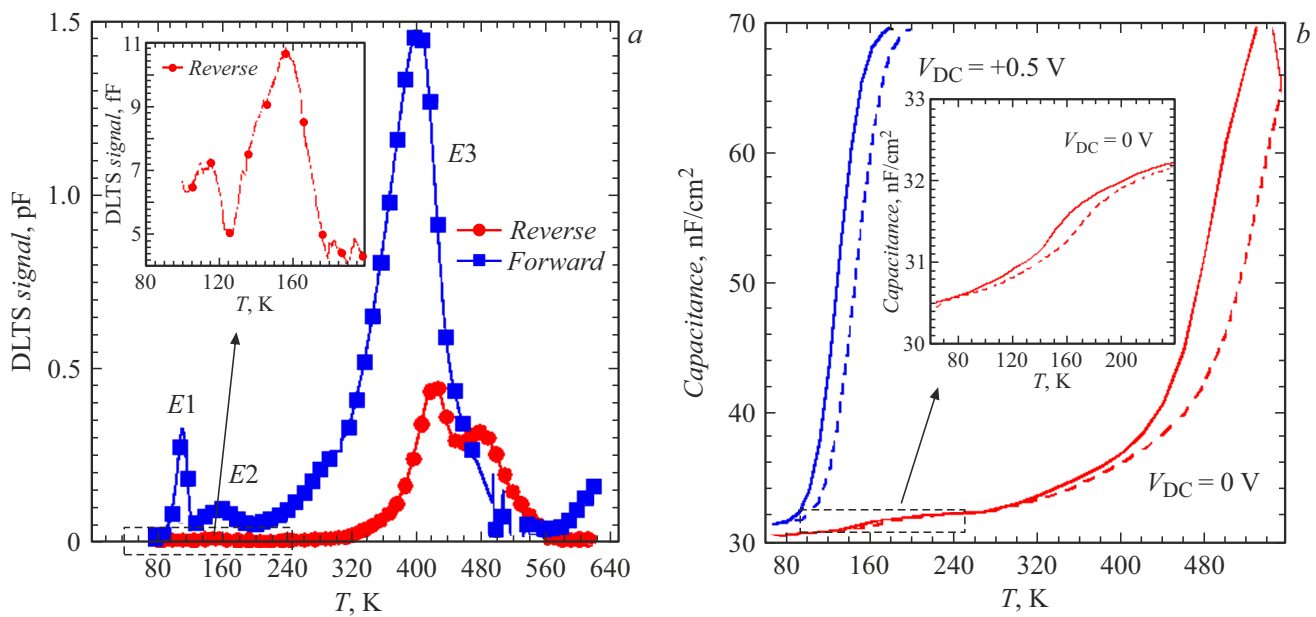 a
DLTS signal, pF
1.5
1.0
0.5
0
80 160 240 320 400 480 560 640
T, K
E1
E2
E3
Reverse
Forward
DLTS signal, fF
11
9
7
5
80 120 160
T, K
Reverse
b
Capacitance, nF/cm²
70
60
50
40
30
80 160 240 320 400 480
T, K
V_DC = +0.5 V
V_DC = 0 V
Capacitance, nF/cm²
33
32
31
30
80 120 160 200
T, K
V_DC = 0 V